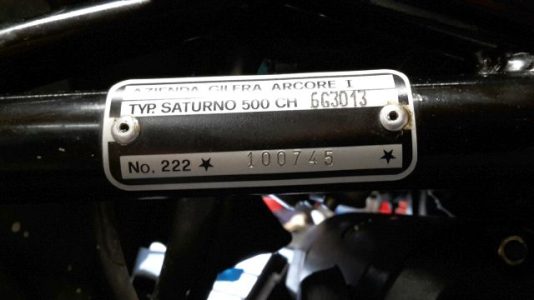 AZIENDA GILERA ARCORE I
TYP. SATURNO 500 CH 6G3013
No. 222 ★ 100745 ★